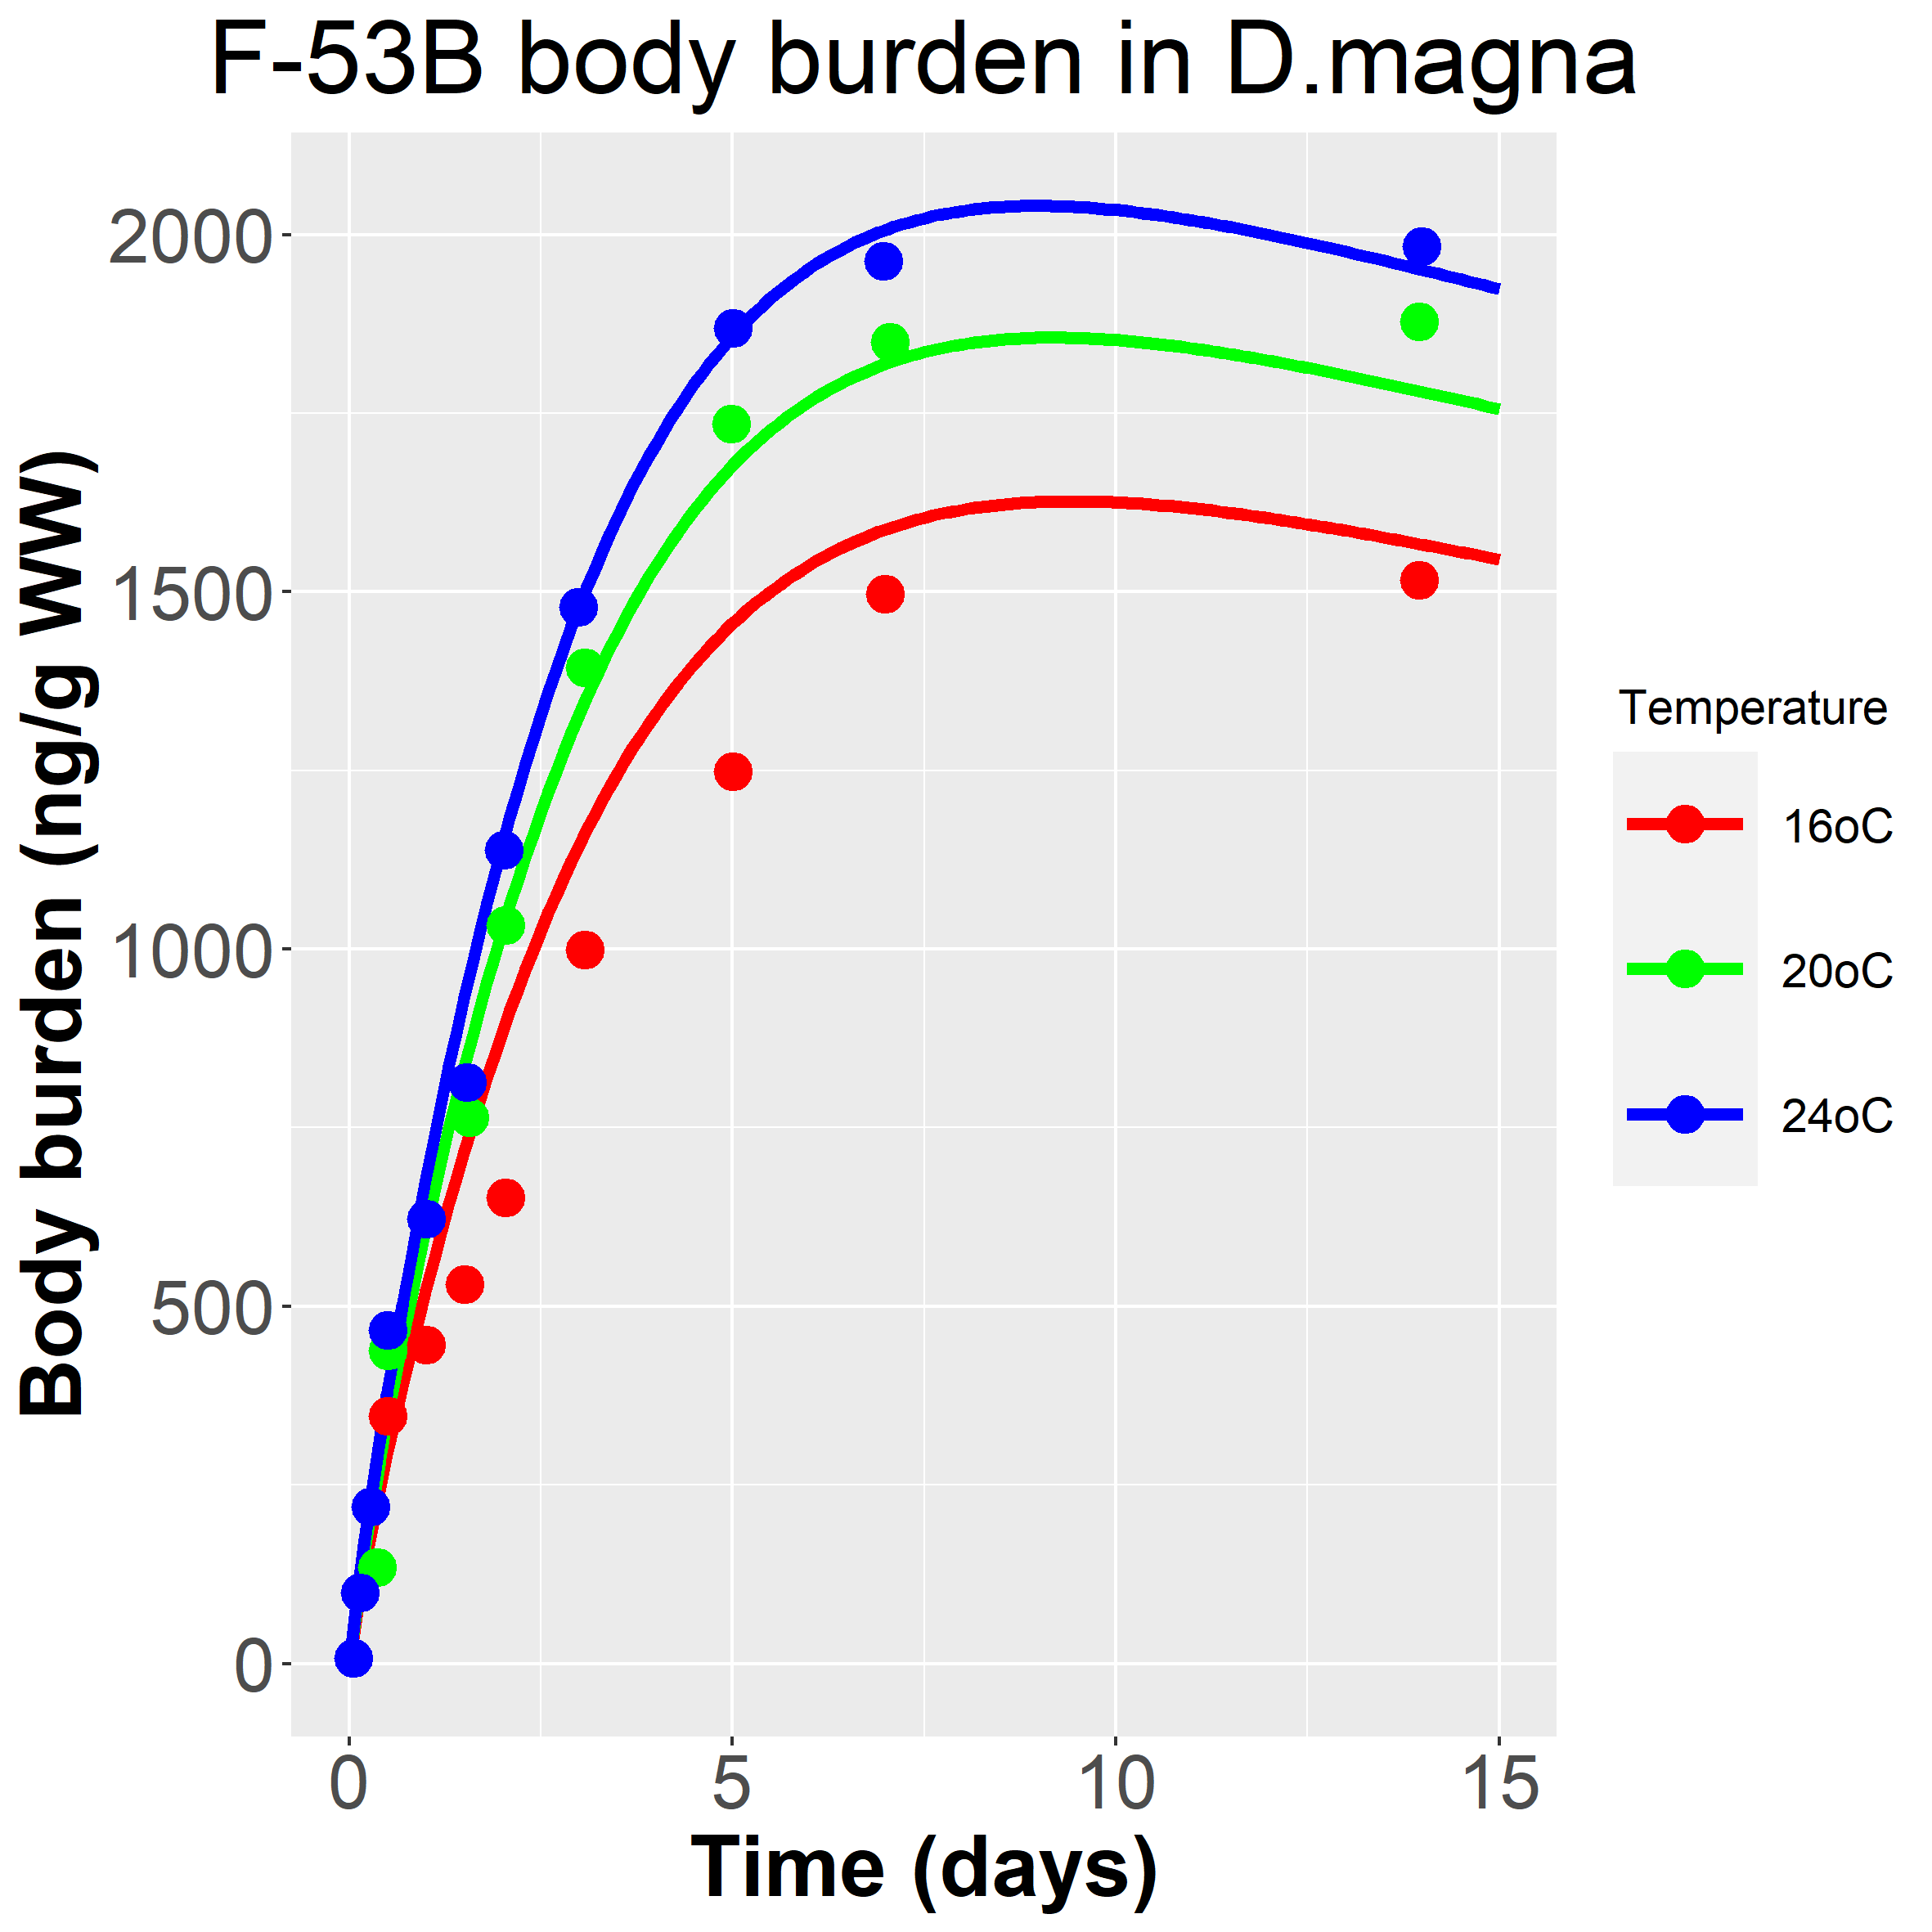 F-53B body burden in D.magna
Body burden (ng/g WW)
2000
1500
1000
500
0
0 5 10 15
Time (days)
Temperature
16oC
20oC
24oC